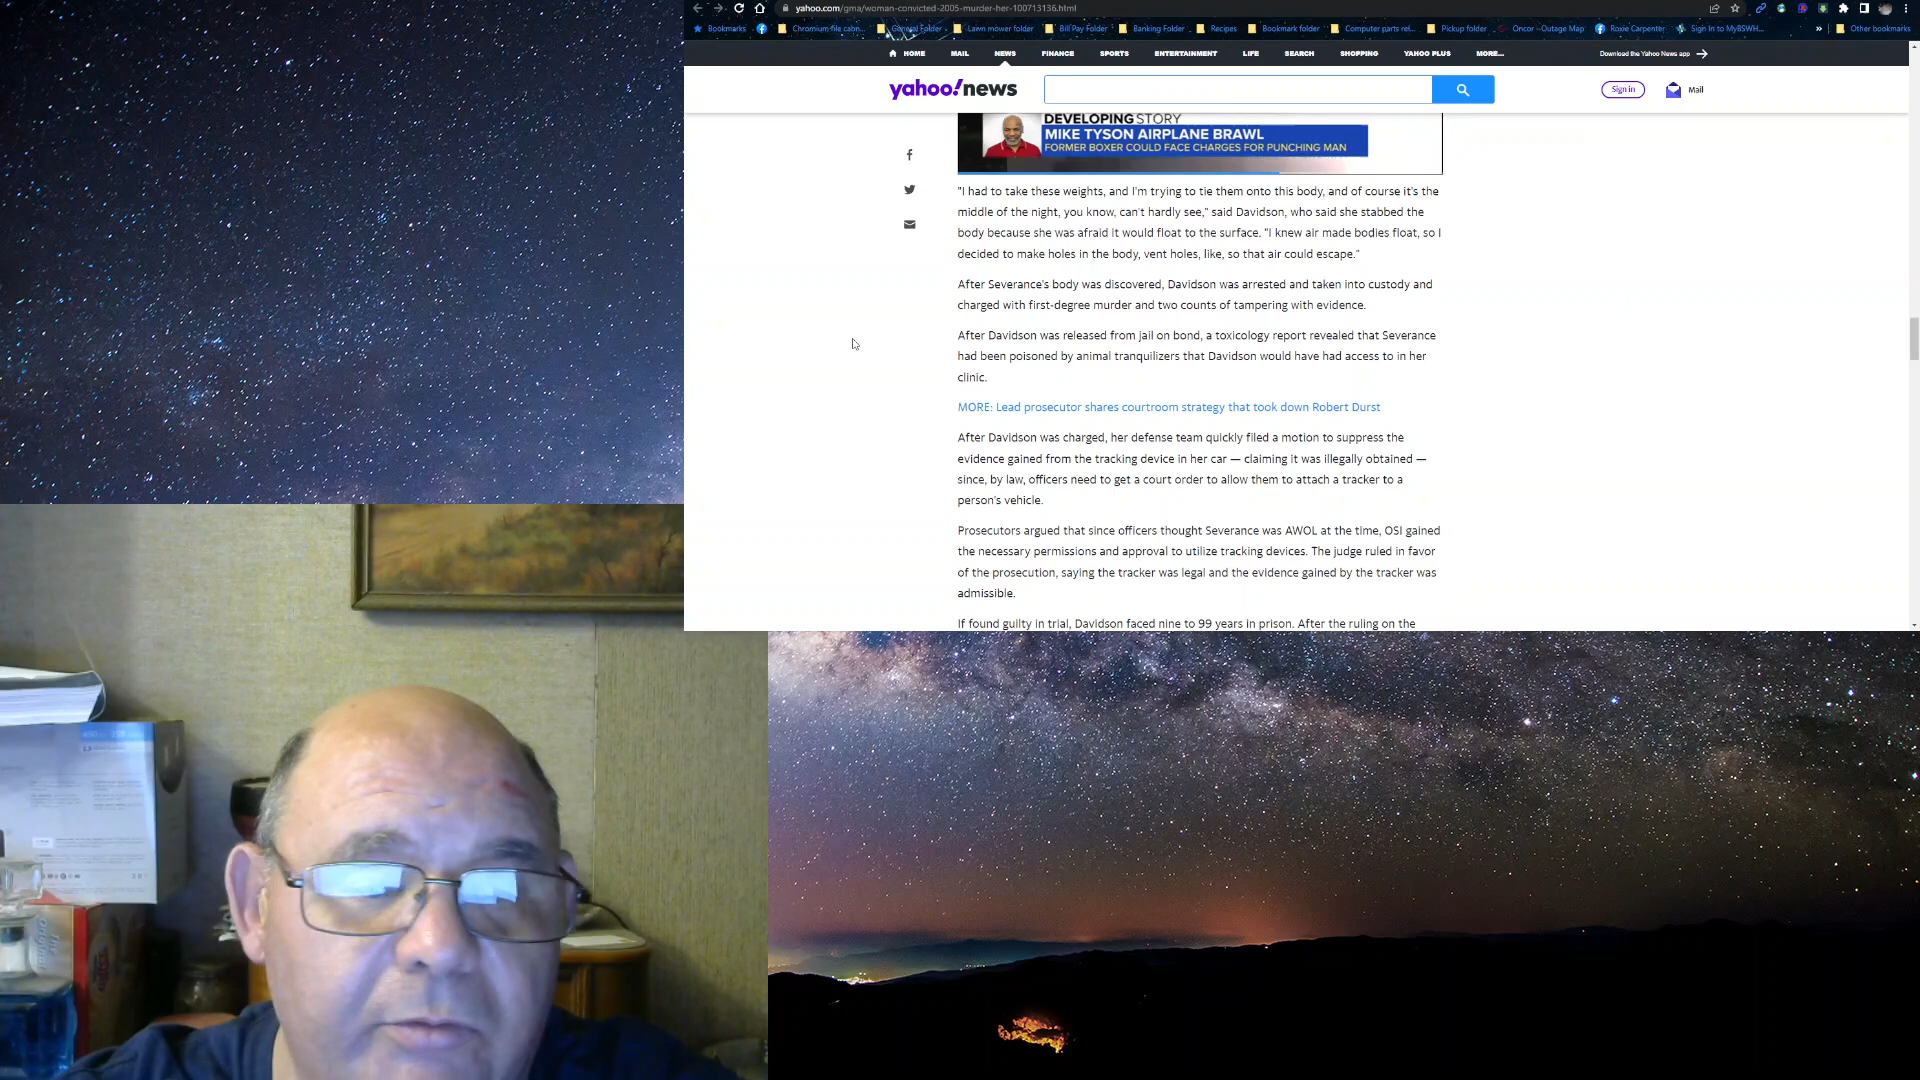 yahoo.com/gma/woman-convicted-2005-murder-her-100713136.html
Bookmarks Chromium file cabn... General Folder Lawn mower folder Bill Pay Folder Banking Folder Recipes Bookmark folder Computer parts rel... Pickup folder Oncor - Outage Map Roxie Carpenter Sign In to MyBSWH... » Other bookmarks
HOME MAIL NEWS FINANCE SPORTS ENTERTAINMENT LIFE SEARCH SHOPPING YAHOO PLUS MORE... Download the Yahoo News app
yahoo!news Sign in Mail
DEVELOPING STORY
MIKE TYSON AIRPLANE BRAWL
FORMER BOXER COULD FACE CHARGES FOR PUNCHING MAN
"I had to take these weights, and I'm trying to tie them onto this body, and of course it's the
middle of the night, you know, can't hardly see," said Davidson, who said she stabbed the
body because she was afraid it would float to the surface. "I knew air made bodies float, so I
decided to make holes in the body, vent holes, like, so that air could escape."
After Severance's body was discovered, Davidson was arrested and taken into custody and
charged with first-degree murder and two counts of tampering with evidence.
After Davidson was released from jail on bond, a toxicology report revealed that Severance
had been poisoned by animal tranquilizers that Davidson would have had access to in her
clinic.
MORE: Lead prosecutor shares courtroom strategy that took down Robert Durst
After Davidson was charged, her defense team quickly filed a motion to suppress the
evidence gained from the tracking device in her car — claiming it was illegally obtained —
since, by law, officers need to get a court order to allow them to attach a tracker to a
person's vehicle.
Prosecutors argued that since officers thought Severance was AWOL at the time, OSI gained
the necessary permissions and approval to utilize tracking devices. The judge ruled in favor
of the prosecution, saying the tracker was legal and the evidence gained by the tracker was
admissible.
If found guilty in trial, Davidson faced nine to 99 years in prison. After the ruling on the